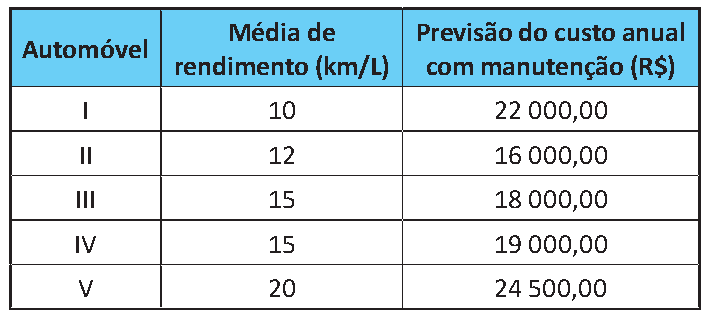 Automóvel Média de rendimento (km/L) Previsão do custo anual com manutenção (R$)
I 10 22 000,00
II 12 16 000,00
III 15 18 000,00
IV 15 19 000,00
V 20 24 500,00